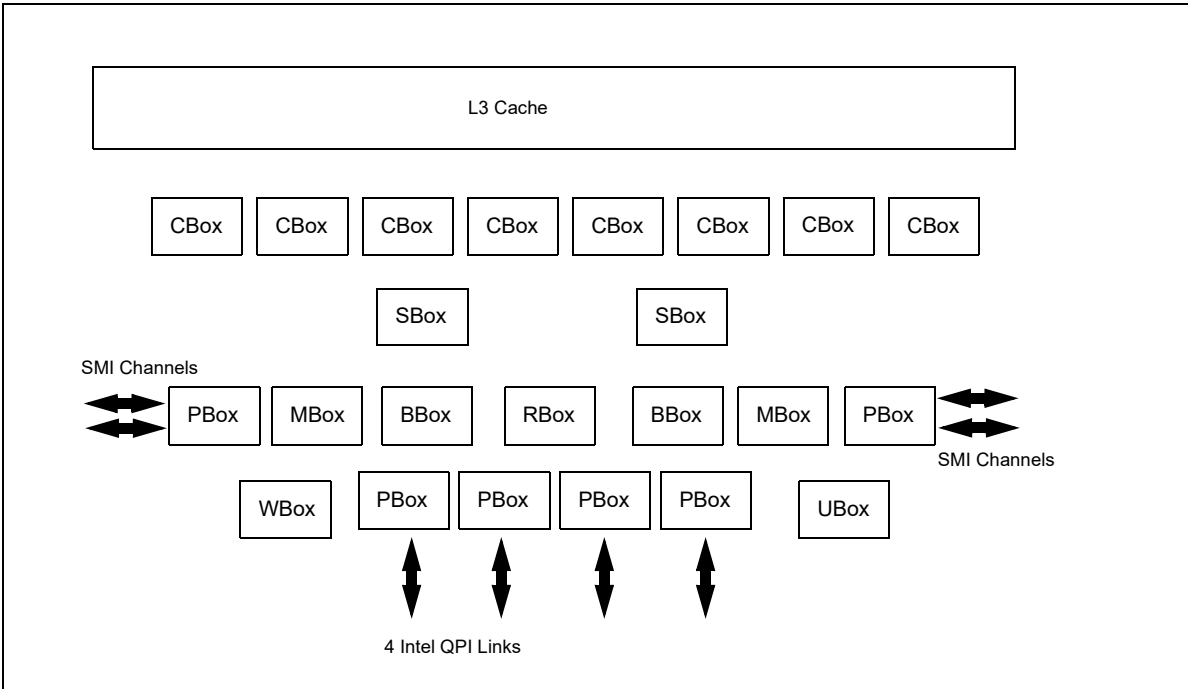 L3 Cache
CBox CBox CBox CBox CBox CBox CBox CBox
SBox SBox
SMI Channels
PBox MBox BBox RBox BBox MBox PBox
SMI Channels
WBox PBox PBox PBox PBox UBox
4 Intel QPI Links